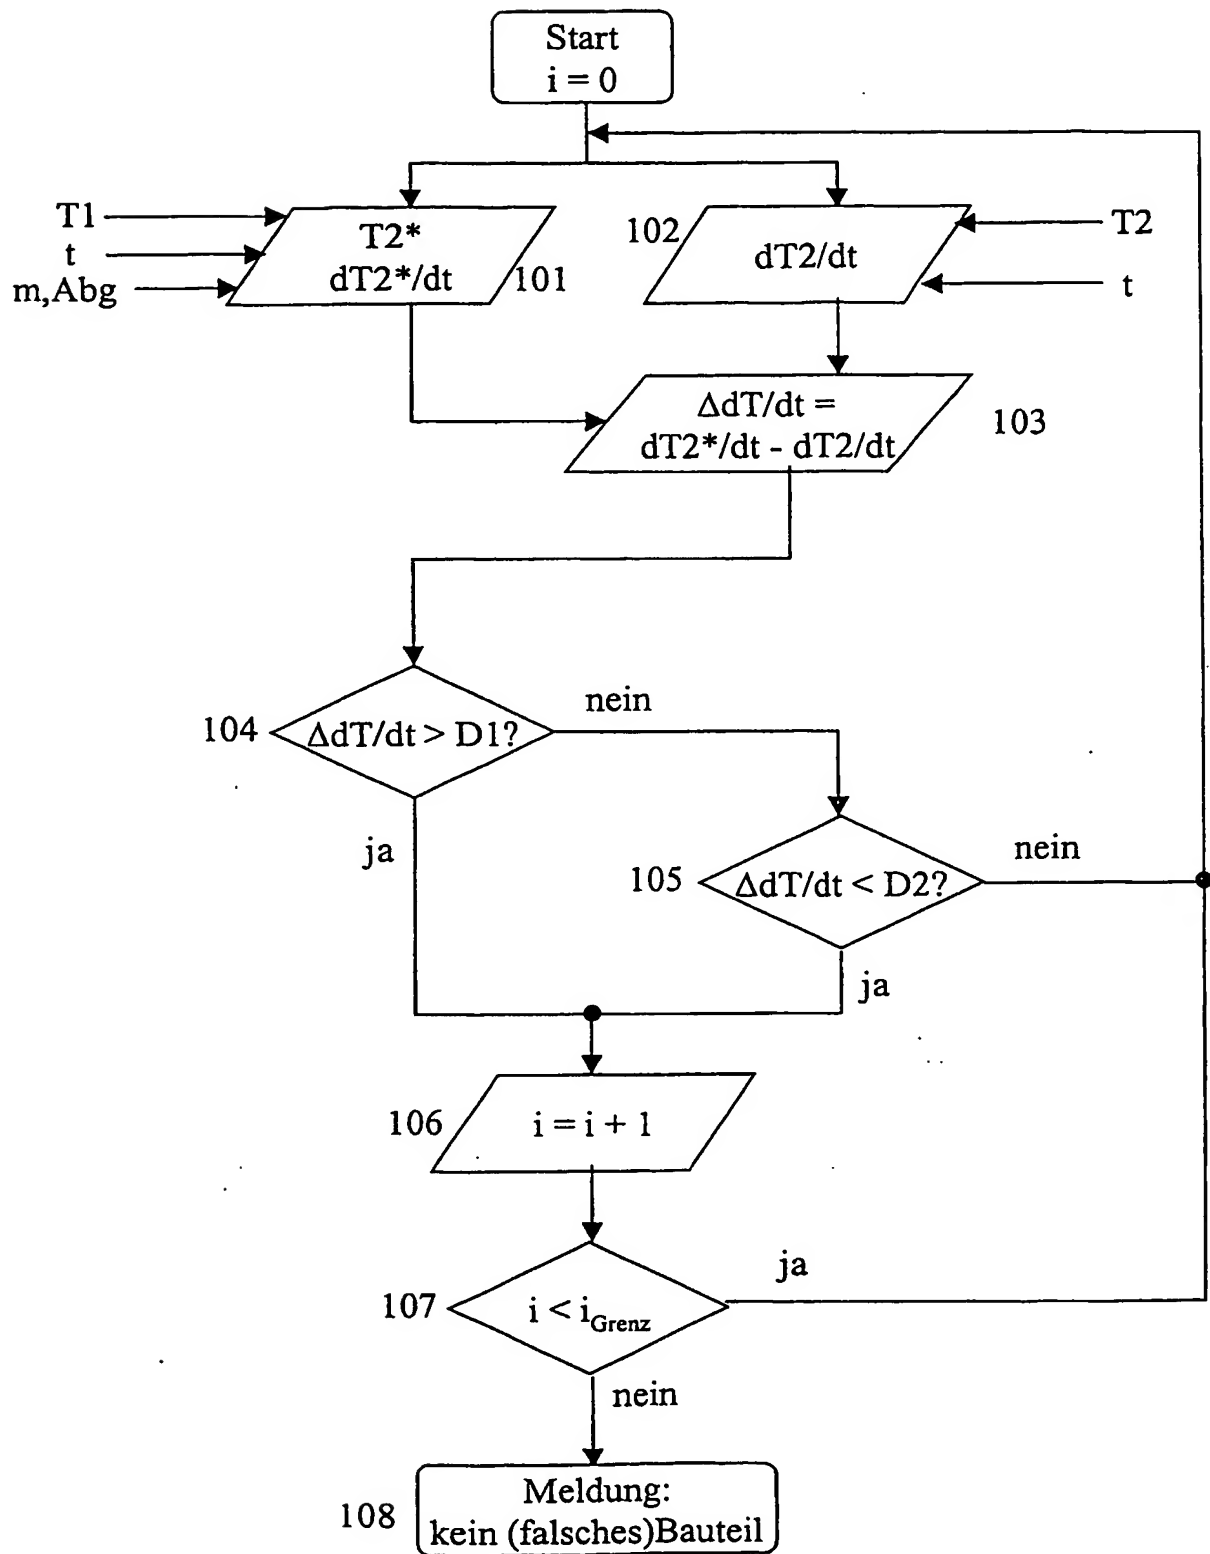 Start
i = 0
T1
t
m,Abg
T2*
dT2*/dt
101
102
dT2/dt
T2
t
ΔdT/dt =
dT2*/dt - dT2/dt
103
104
ΔdT/dt > D1?
nein
ja
105
ΔdT/dt < D2?
nein
ja
106
i = i + 1
107
i < iGrenz
ja
nein
108
Meldung:
kein (falsches)Bauteil